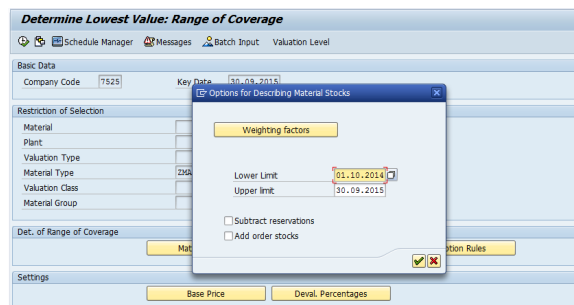 Determine Lowest Value: Range of Coverage
Schedule Manager Messages Batch Input Valuation Level
Basic Data
Company Code 7525 Key Date 30.09.2015
Options for Describing Material Stocks
Restriction of Selection
Material
Weighting factors
Plant
Valuation Type
Material Type ZMA
Lower Limit 01.10.2014
Valuation Class
Upper limit 30.09.2015
Material Group
Subtract reservations
Det. of Range of Coverage
Add order stocks
Mat
tion Rules
Settings
Base Price Deval. Percentages